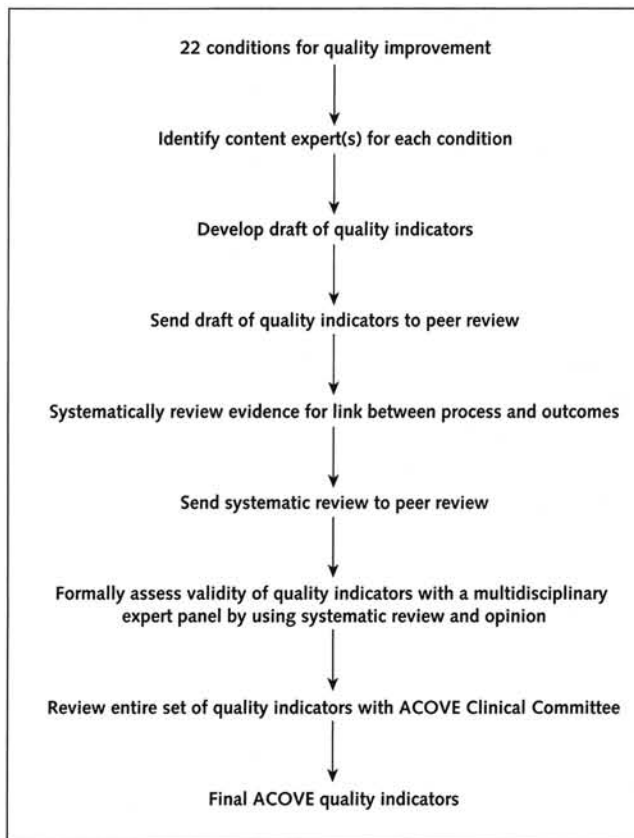 22 conditions for quality improvement
Identify content expert(s) for each condition
Develop draft of quality indicators
Send draft of quality indicators to peer review
Systematically review evidence for link between process and outcomes
Send systematic review to peer review
Formally assess validity of quality indicators with a multidisciplinary
expert panel by using systematic review and opinion
Review entire set of quality indicators with ACOVE Clinical Committee
Final ACOVE quality indicators